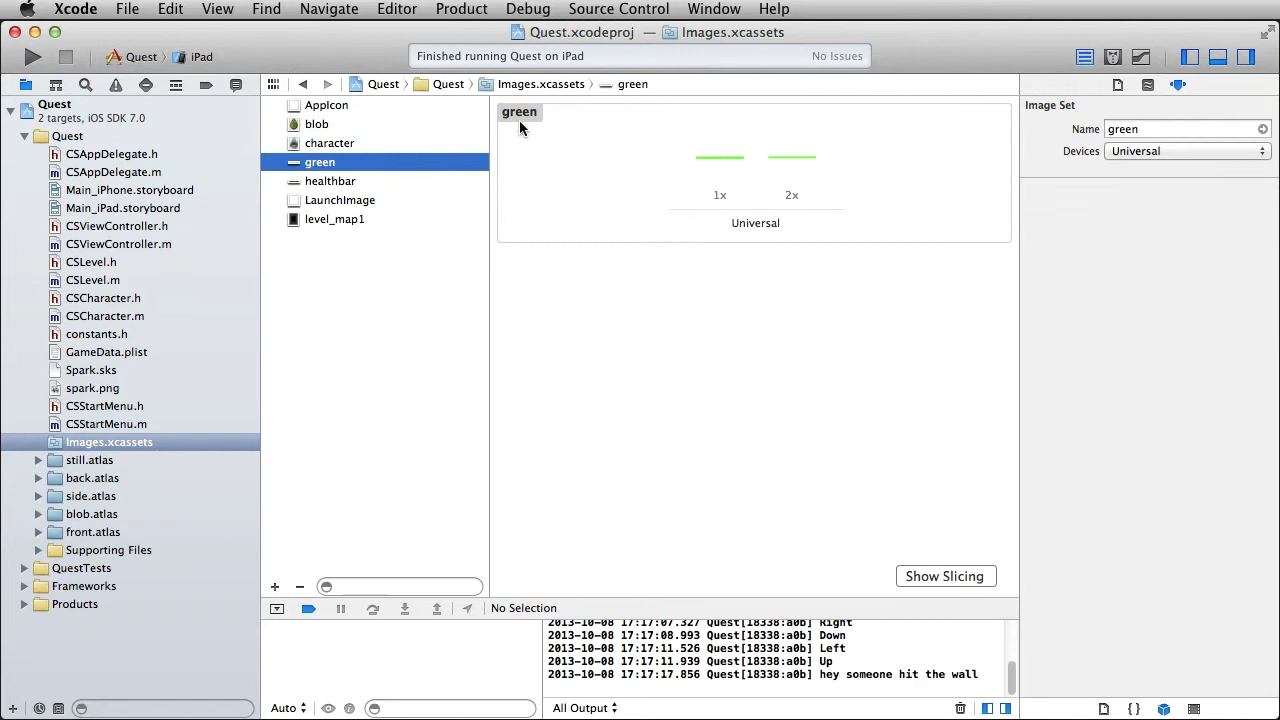 Xcode File Edit View Find Navigate Editor Product Debug Source Control Window Help
Quest.xcodeproj — Images.xcassets
Quest iPad
Finished running Quest on iPad No Issues
Quest Quest Images.xcassets green
Quest
2 targets, iOS SDK 7.0
Quest
CSAppDelegate.h
CSAppDelegate.m
Main_iPhone.storyboard
Main_iPad.storyboard
CSViewController.h
CSViewController.m
CSLevel.h
CSLevel.m
CSCharacter.h
CSCharacter.m
constants.h
GameData.plist
Spark.sks
spark.png
CSStartMenu.h
CSStartMenu.m
Images.xcassets
still.atlas
back.atlas
side.atlas
blob.atlas
front.atlas
Supporting Files
QuestTests
Frameworks
Products
AppIcon
blob
character
green
healthbar
LaunchImage
level_map1
green
1x 2x
Universal
Show Slicing
Image Set
Name green
Devices Universal
No Selection
2013-10-08 17:17:07.327 Quest[18338:a0b] Right
2013-10-08 17:17:08.993 Quest[18338:a0b] Down
2013-10-08 17:17:11.526 Quest[18338:a0b] Left
2013-10-08 17:17:11.939 Quest[18338:a0b] Up
2013-10-08 17:17:17.856 Quest[18338:a0b] hey someone hit the wall
Auto
All Output